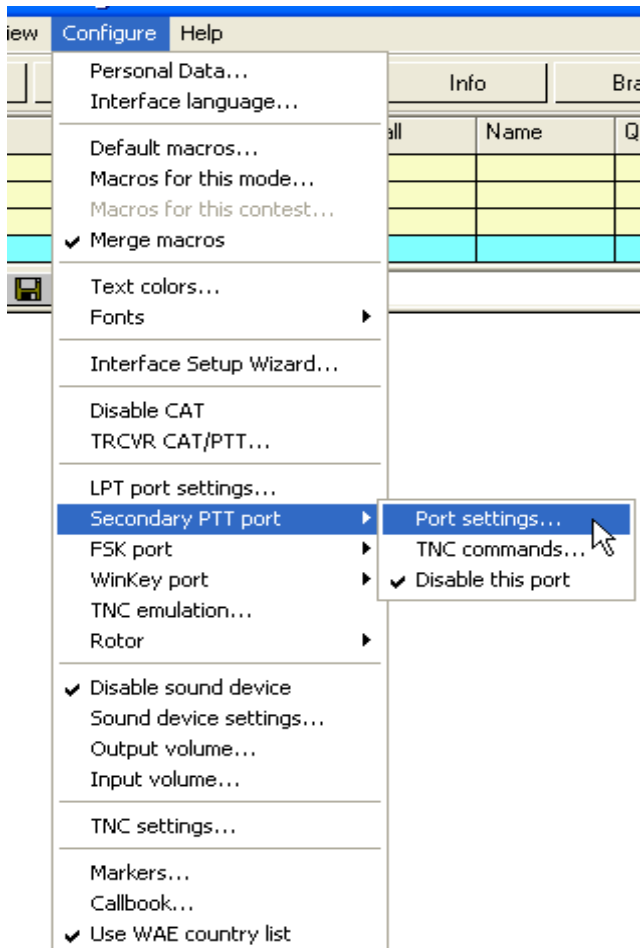 iew Configure Help
Personal Data...
Interface language...
Info
Bra
all Name Q
Default macros...
Macros for this mode...
Macros for this contest...
Merge macros
Text colors...
Fonts
Interface Setup Wizard...
Disable CAT
TRCVR CAT/PTT...
LPT port settings...
Secondary PTT port
Port settings...
FSK port
TNC commands...
WinKey port
Disable this port
TNC emulation...
Rotor
Disable sound device
Sound device settings...
Output volume...
Input volume...
TNC settings...
Markers...
Callbook...
Use WAE country list